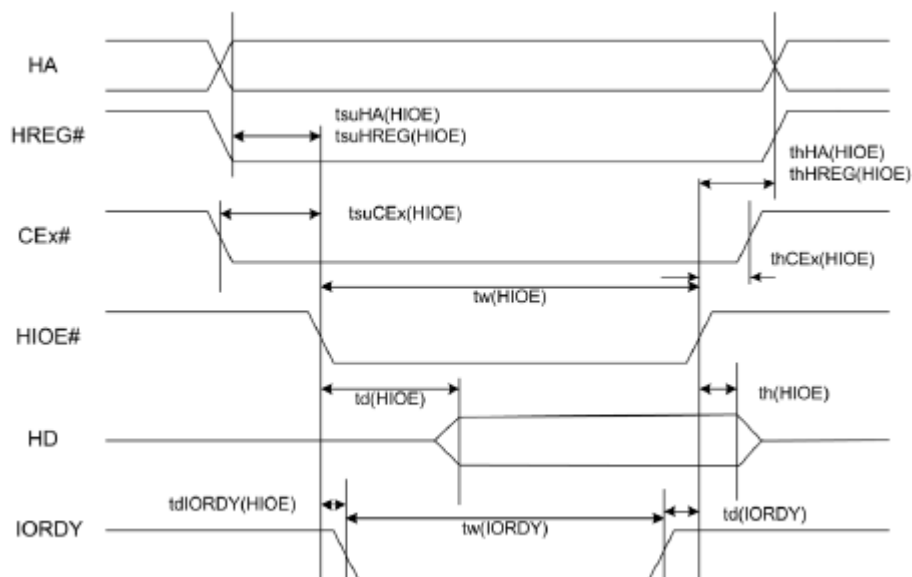 HA
tsuHA(HIOE)
HREG#
tsuHREG(HIOE)
thHA(HIOE)
thHREG(HIOE)
tsuCEx(HIOE)
CEx#
thCEx(HIOE)
tw(HIOE)
HIOE#
td(HIOE)
th(HIOE)
HD
tdIORDY(HIOE)
td(IORDY)
IORDY
tw(IORDY)